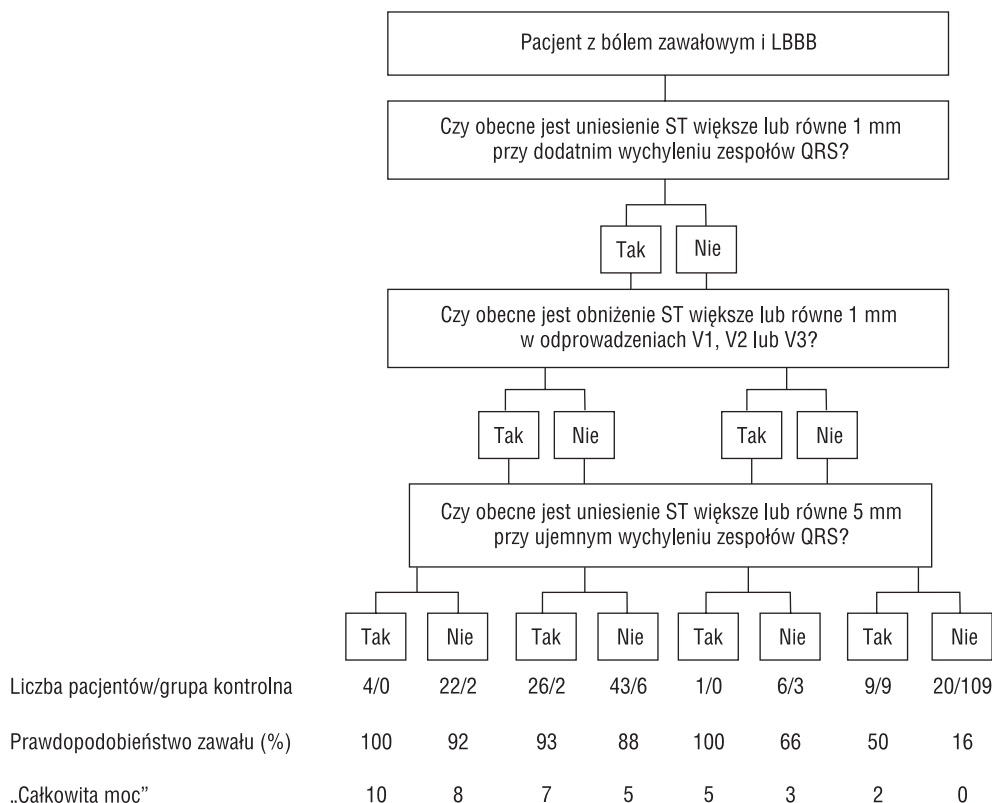 Pacjent z bólem zawałowym i LBBB
Czy obecne jest uniesienie ST większe lub równe 1 mm
przy dodatnim wychyleniu zespołów QRS?
Tak Nie
Czy obecne jest obniżenie ST większe lub równe 1 mm
w odprowadzeniach V1, V2 lub V3?
Tak Nie Tak Nie
Czy obecne jest uniesienie ST większe lub równe 5 mm
przy ujemnym wychyleniu zespołów QRS?
Tak Nie Tak Nie Tak Nie Tak Nie
Liczba pacjentów/grupa kontrolna 4/0 22/2 26/2 43/6 1/0 6/3 9/9 20/109
Prawdopodobieństwo zawału (%) 100 92 93 88 100 66 50 16
„Całkowita moc” 10 8 7 5 5 3 2 0